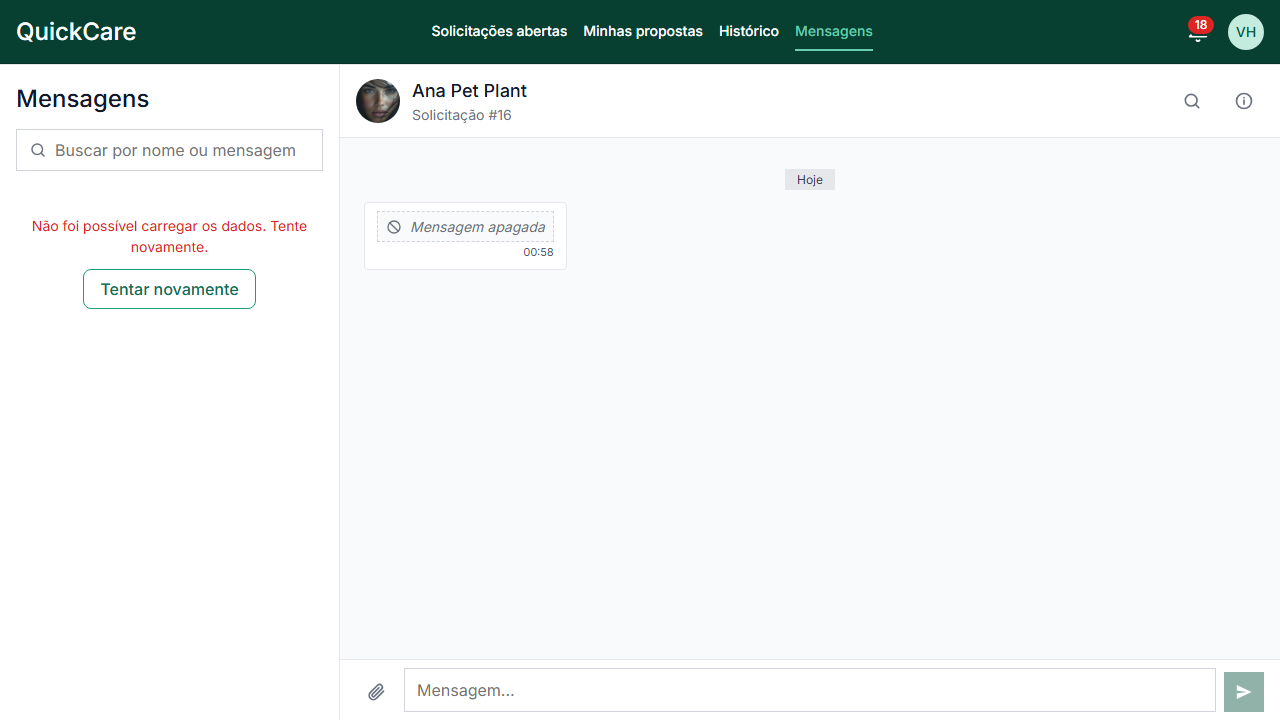 QuickCare
Solicitações abertas
Minhas propostas
Histórico
Mensagens
18
VH
Mensagens
Buscar por nome ou mensagem
Não foi possível carregar os dados. Tente
novamente.
Tentar novamente
Ana Pet Plant
Solicitação #16
Hoje
Mensagem apagada
00:58
Mensagem...